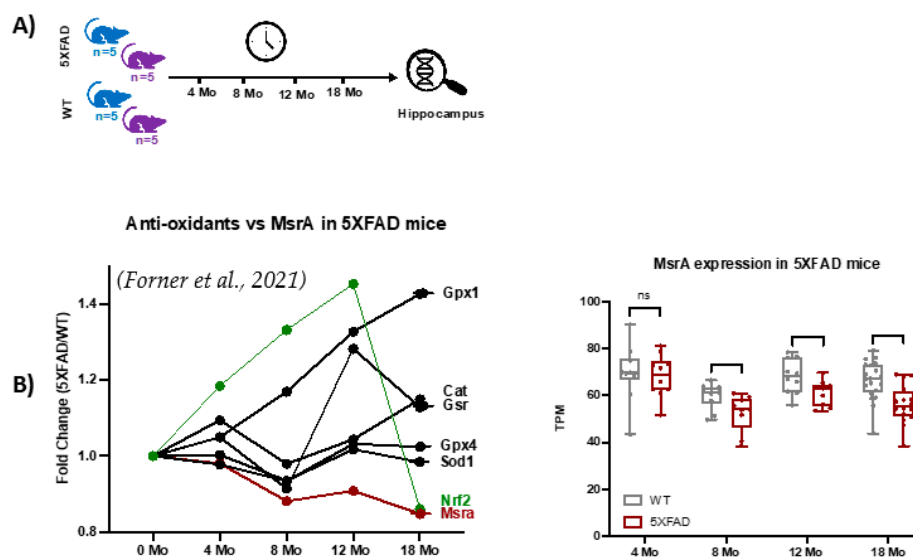 A)
5XFAD
n=5
n=5
WT
n=5
n=5
4 Mo
8 Mo
12 Mo
18 Mo
Hippocampus
B)
Anti-oxidants vs MsrA in 5XFAD mice
(Forner et al., 2021)
Fold Change (5XFAD/WT)
1.4
1.2
1.0
0.8
0 Mo
4 Mo
8 Mo
12 Mo
18 Mo
Gpx1
Cat
Gsr
Gpx4
Sod1
Nrf2
Msra
MsrA expression in 5XFAD mice
TPM
100
80
60
40
20
0
ns
WT
5XFAD
4 Mo
8 Mo
12 Mo
18 Mo